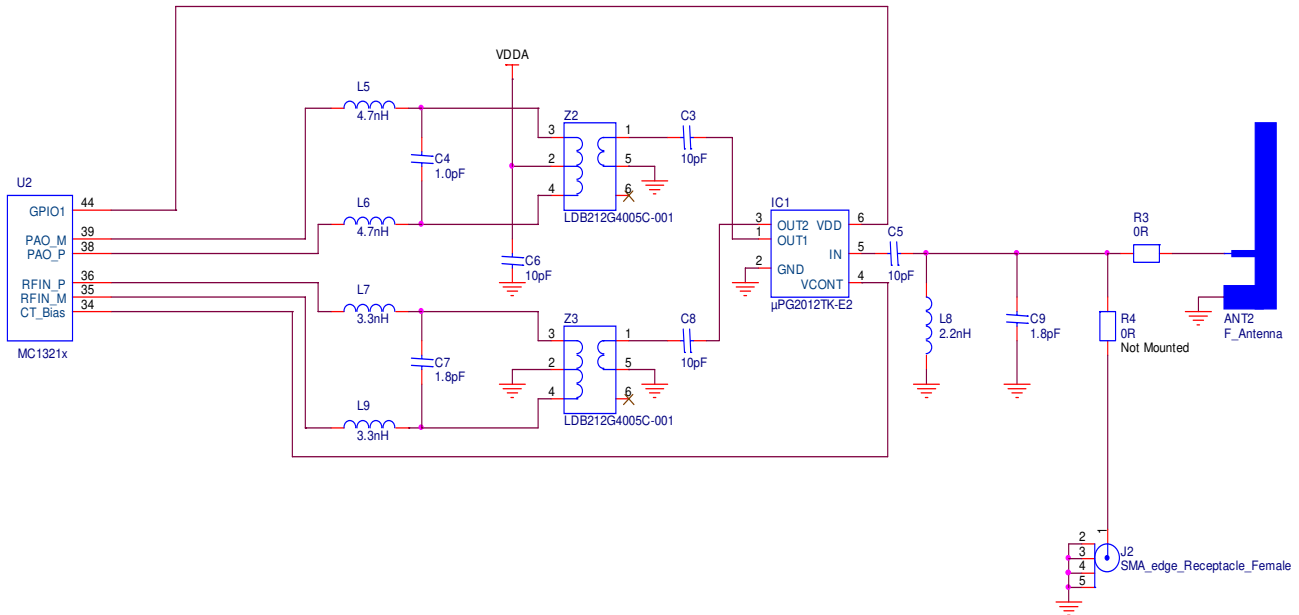 VDDA
L5
4.7nH
C4
1.0pF
L6
4.7nH
Z2
3
2
4
1
5
6
LDB212G4005C-001
C3
10pF
C6
10pF
U2
GPIO1
44
PAO_M
39
PAO_P
38
RFIN_P
36
RFIN_M
35
CT_Bias
34
MC1321x
L7
3.3nH
C7
1.8pF
L9
3.3nH
Z3
3
2
4
1
5
6
LDB212G4005C-001
C8
10pF
IC1
3
OUT2
VDD
6
1
OUT1
IN
5
2
GND
VCONT
4
µPG2012TK-E2
C5
10pF
L8
2.2nH
C9
1.8pF
R3
0R
R4
0R
Not Mounted
ANT2
F_Antenna
1
2
3
4
5
J2
SMA_edge_Receptacle_Female